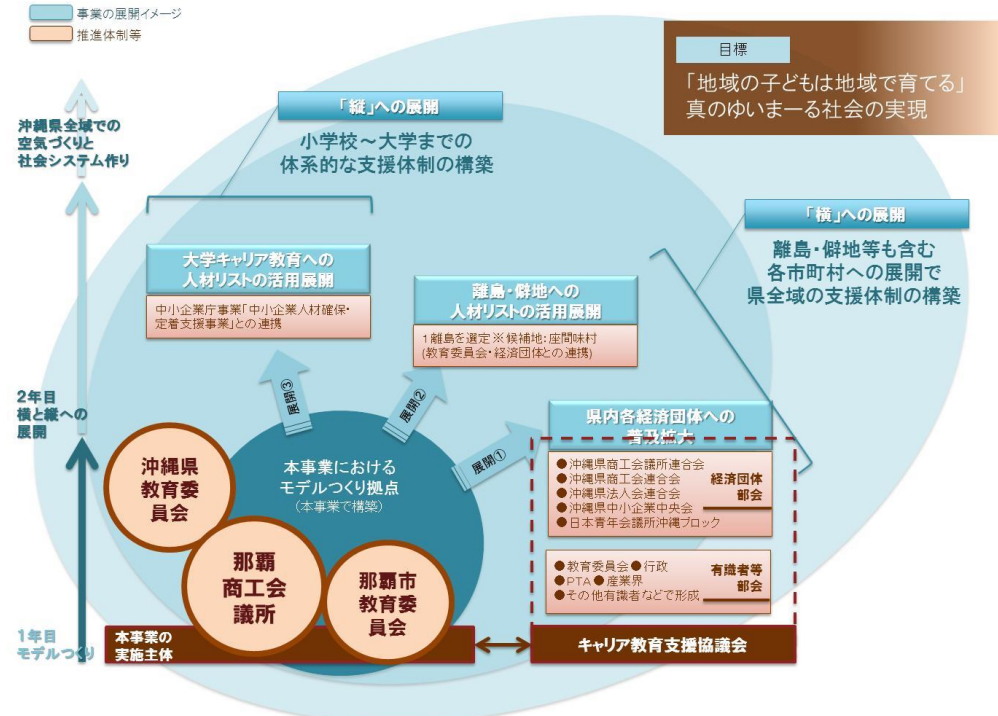 事業の展開イメージ
推進体制等
目標
「地域の子どもは地域で育てる」
真のゆいまーる社会の実現
「縦」への展開
小学校～大学までの
体系的な支援体制の構築
沖縄県全域での
空気づくりと
社会システム作り
「横」への展開
離島・僻地等も含む
各市町村への展開で
県全域の支援体制の構築
大学キャリア教育への
人材リストの活用展開
中小企業庁事業「中小企業人材確保・
定着支援事業」との連携
離島・僻地への
人材リストの活用展開
1離島を選定※候補地:座間味村
(教育委員会・経済団体との連携)
展開③
展開②
展開①
2年目
横と縦への
展開
県内各経済団体への
普及拡大
●沖縄県商工会議所連合会
●沖縄県商工会連合会
●沖縄県法人会連合会
●沖縄県中小企業中央会
●日本青年会議所沖縄ブロック
経済団体
部会
沖縄県
教育委
員会
本事業における
モデルつくり拠点
(本事業で構築)
那覇
商工会
議所
那覇市
教育委
員会
●教育委員会●行政
●PTA●産業界
●その他有識者などで形成
有識者等
部会
1年目
モデルつくり
本事業の
実施主体
キャリア教育支援協議会